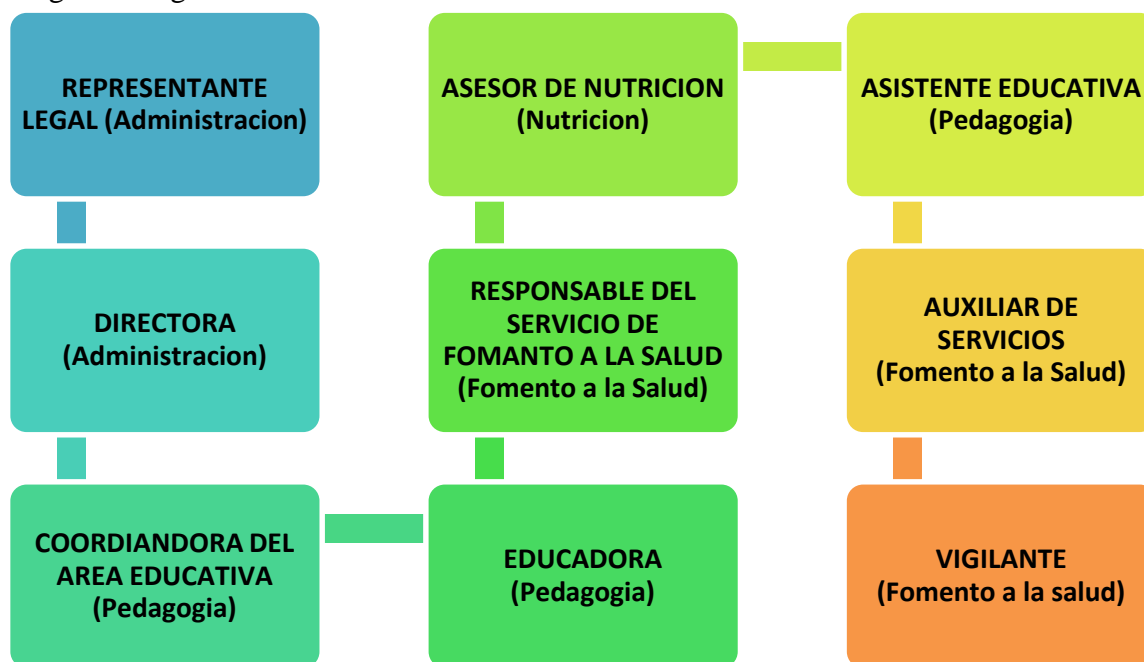 REPRESENTANTE
LEGAL (Administracion)
DIRECTORA
(Administracion)
COORDIANDORA DEL
AREA EDUCATIVA
(Pedagogia)
EDUCADORA
(Pedagogia)
RESPONSABLE DEL
SERVICIO DE
FOMANTO A LA SALUD
(Fomento a la Salud)
ASESOR DE NUTRICION
(Nutricion)
ASISTENTE EDUCATIVA
(Pedagogia)
AUXILIAR DE
SERVICIOS
(Fomento a la Salud)
VIGILANTE
(Fomento a la salud)